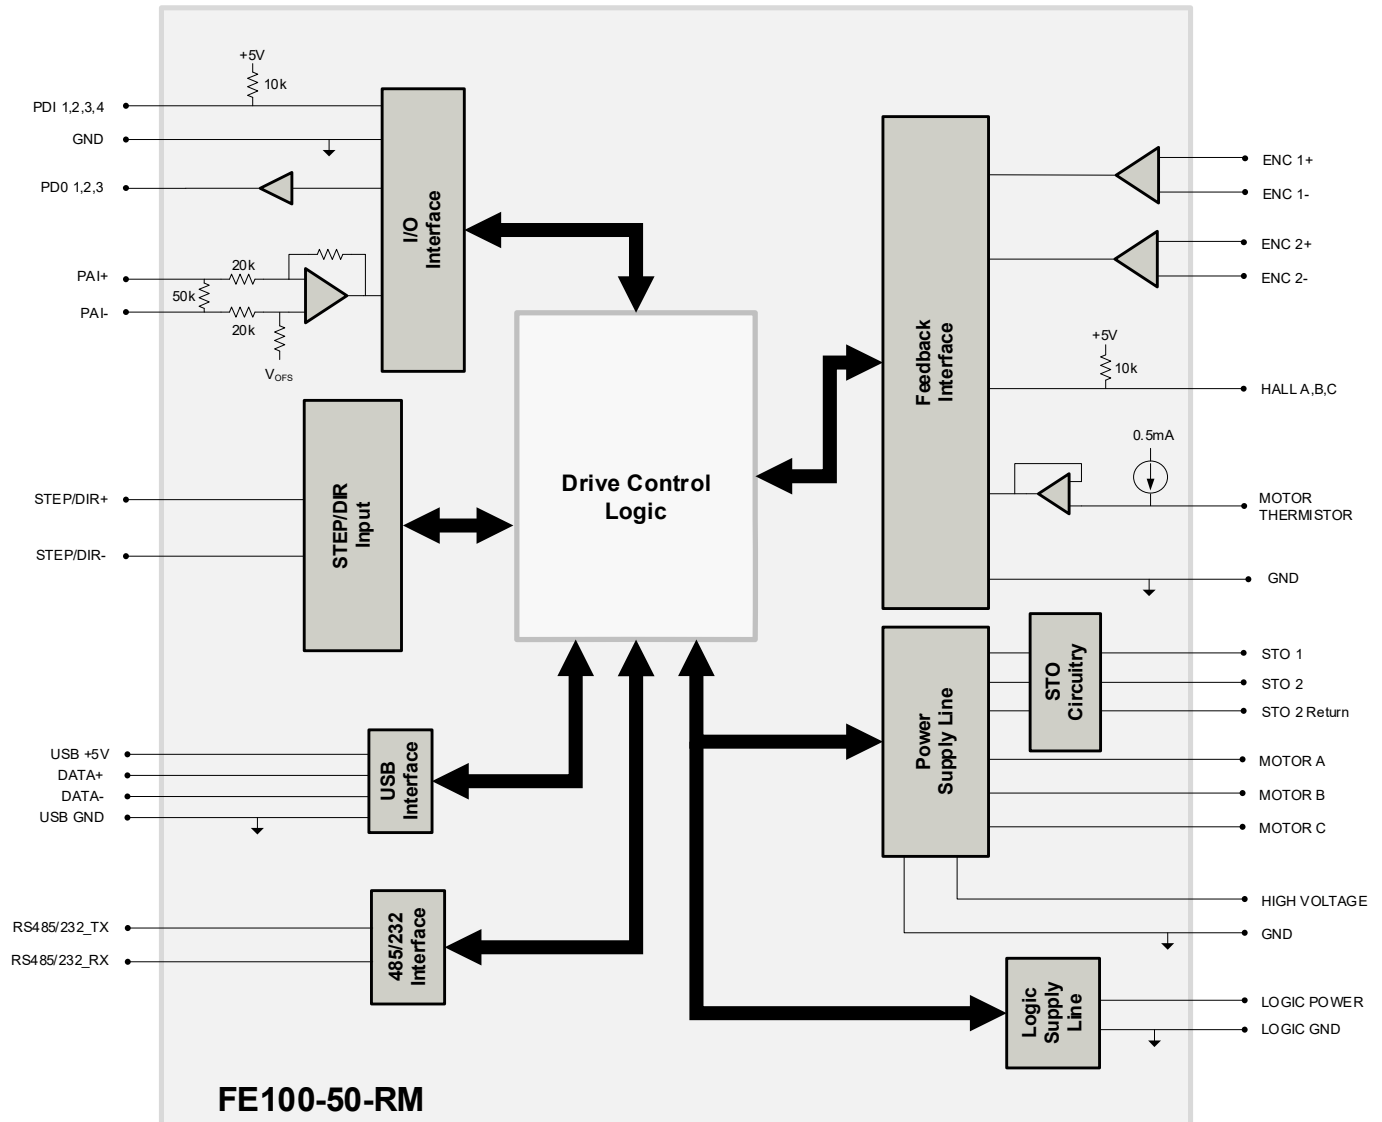 +5V
10k
PDI 1,2,3,4
GND
PD0 1,2,3
PAI+
20k
50k
PAI-
20k
VOFS
I/O
Interface
STEP/DIR+
STEP/DIR-
STEP/DIR
Input
USB +5V
DATA+
DATA-
USB GND
USB
Interface
RS485/232_TX
RS485/232_RX
485/232
Interface
Drive Control
Logic
Feedback
Interface
ENC 1+
ENC 1-
ENC 2+
ENC 2-
+5V
10k
HALL A,B,C
0.5mA
MOTOR
THERMISTOR
GND
Power
Supply Line
STO
Circuitry
STO 1
STO 2
STO 2 Return
MOTOR A
MOTOR B
MOTOR C
HIGH VOLTAGE
GND
Logic
Supply
Line
LOGIC POWER
LOGIC GND
FE100-50-RM